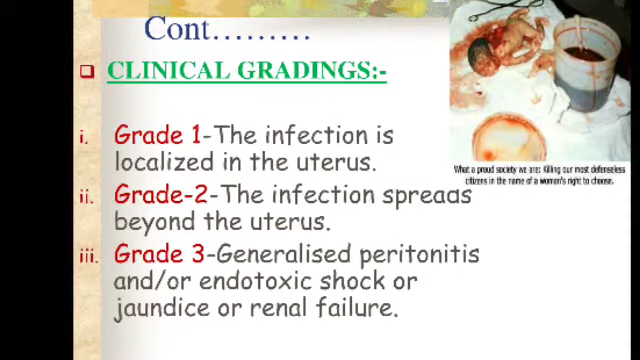 Cont………
CLINICAL GRADINGS:-
i. Grade 1-The infection is
localized in the uterus.
ii. Grade-2-The infection spreads
beyond the uterus.
iii. Grade 3-Generalised peritonitis
and/or endotoxic shock or
jaundice or renal failure.
What a proud society we are: Killing our most defenseless
citizens in the name of a woman's right to choose.